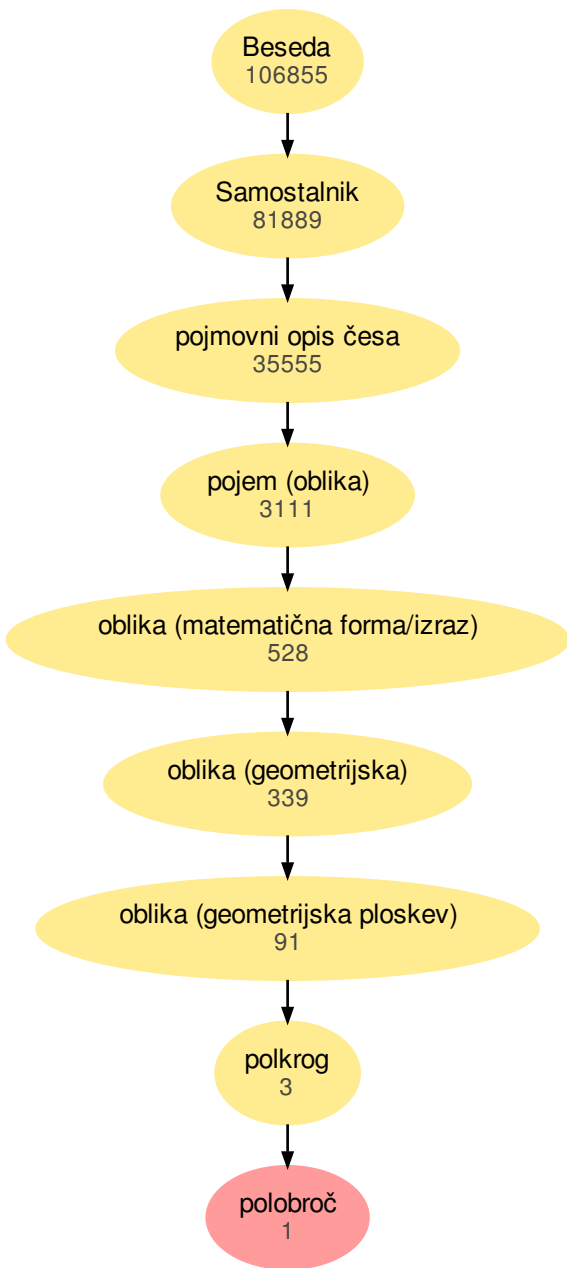 Beseda
106855
Samostalnik
81889
pojmovni opis česa
35555
pojem (oblika)
3111
oblika (matematična forma/izraz)
528
oblika (geometrijska)
339
oblika (geometrijska ploskev)
91
polkrog
3
polobroč
1